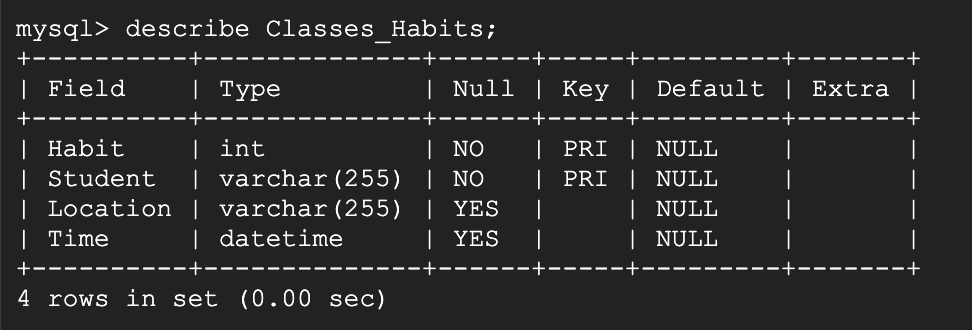 mysql> describe Classes_Habits;
+----------+--------------+------+-----+---------+-------+
| Field    | Type         | Null | Key | Default | Extra |
+----------+--------------+------+-----+---------+-------+
| Habit    | int          | NO   | PRI | NULL    |       |
| Student  | varchar(255) | NO   | PRI | NULL    |       |
| Location | varchar(255) | YES  |     | NULL    |       |
| Time     | datetime     | YES  |     | NULL    |       |
+----------+--------------+------+-----+---------+-------+
4 rows in set (0.00 sec)